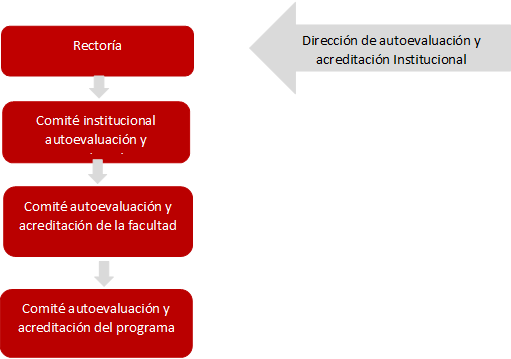 Rectoría
Dirección de autoevaluación y
acreditación Institucional
Comité institucional
autoevaluación y
Comité autoevaluación y
acreditación de la facultad
Comité autoevaluación y
acreditación del programa